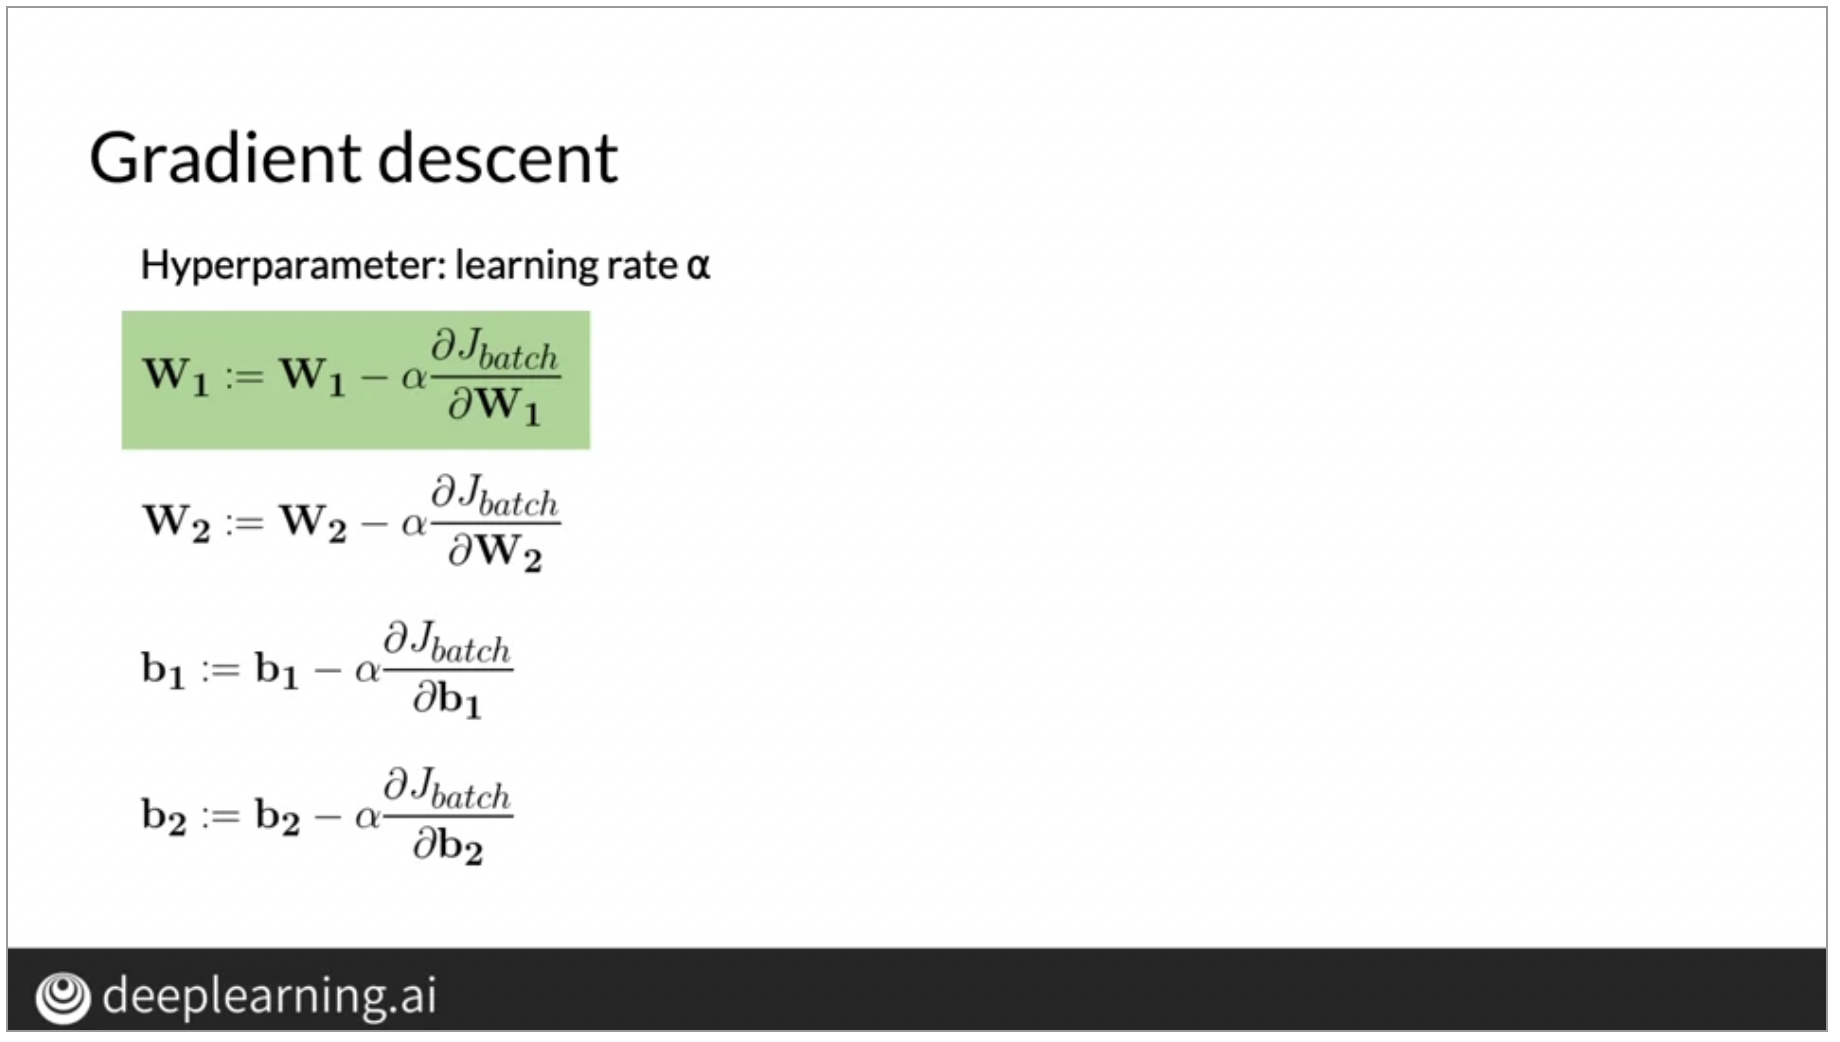 Gradient descent
Hyperparameter: learning rate α
W₁ := W₁ − α ∂J_batch / ∂W₁
W₂ := W₂ − α ∂J_batch / ∂W₂
b₁ := b₁ − α ∂J_batch / ∂b₁
b₂ := b₂ − α ∂J_batch / ∂b₂
deeplearning.ai